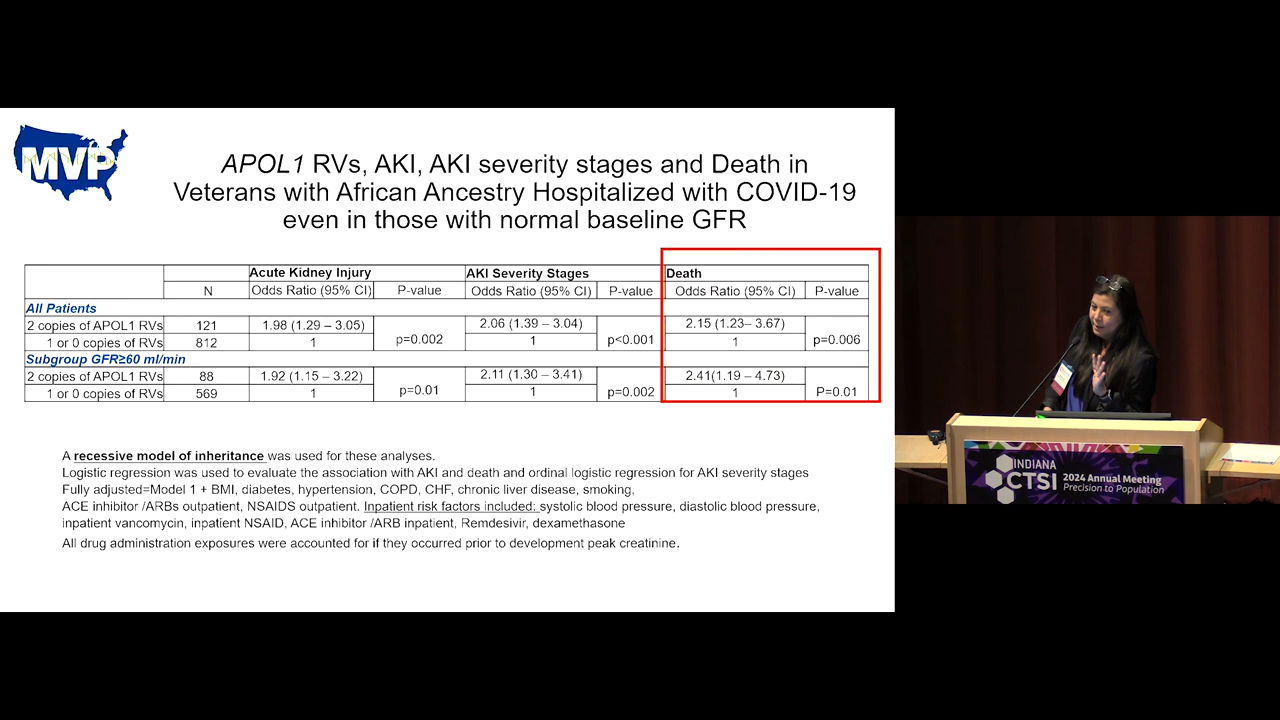 MVP
APOL1 RVs, AKI, AKI severity stages and Death in
Veterans with African Ancestry Hospitalized with COVID-19
even in those with normal baseline GFR
Acute Kidney Injury AKI Severity Stages Death
N Odds Ratio (95% CI) P-value Odds Ratio (95% CI) P-value Odds Ratio (95% CI) P-value
All Patients
2 copies of APOL1 RVs 121 1.98 (1.29 – 3.05) p=0.002 2.06 (1.39 – 3.04) p<0.001 2.15 (1.23– 3.67) p=0.006
1 or 0 copies of RVs 812 1 1 1
Subgroup GFR≥60 ml/min
2 copies of APOL1 RVs 88 1.92 (1.15 – 3.22) p=0.01 2.11 (1.30 – 3.41) p=0.002 2.41(1.19 – 4.73) P=0.01
1 or 0 copies of RVs 569 1 1 1
A recessive model of inheritance was used for these analyses.
Logistic regression was used to evaluate the association with AKI and death and ordinal logistic regression for AKI severity stages
Fully adjusted=Model 1 + BMI, diabetes, hypertension, COPD, CHF, chronic liver disease, smoking,
ACE inhibitor /ARBs outpatient, NSAIDS outpatient. Inpatient risk factors included: systolic blood pressure, diastolic blood pressure,
inpatient vancomycin, inpatient NSAID, ACE inhibitor /ARB inpatient, Remdesivir, dexamethasone
All drug administration exposures were accounted for if they occurred prior to development peak creatinine.
INDIANA
CTSI
2024 Annual Meeting
Precision to Population